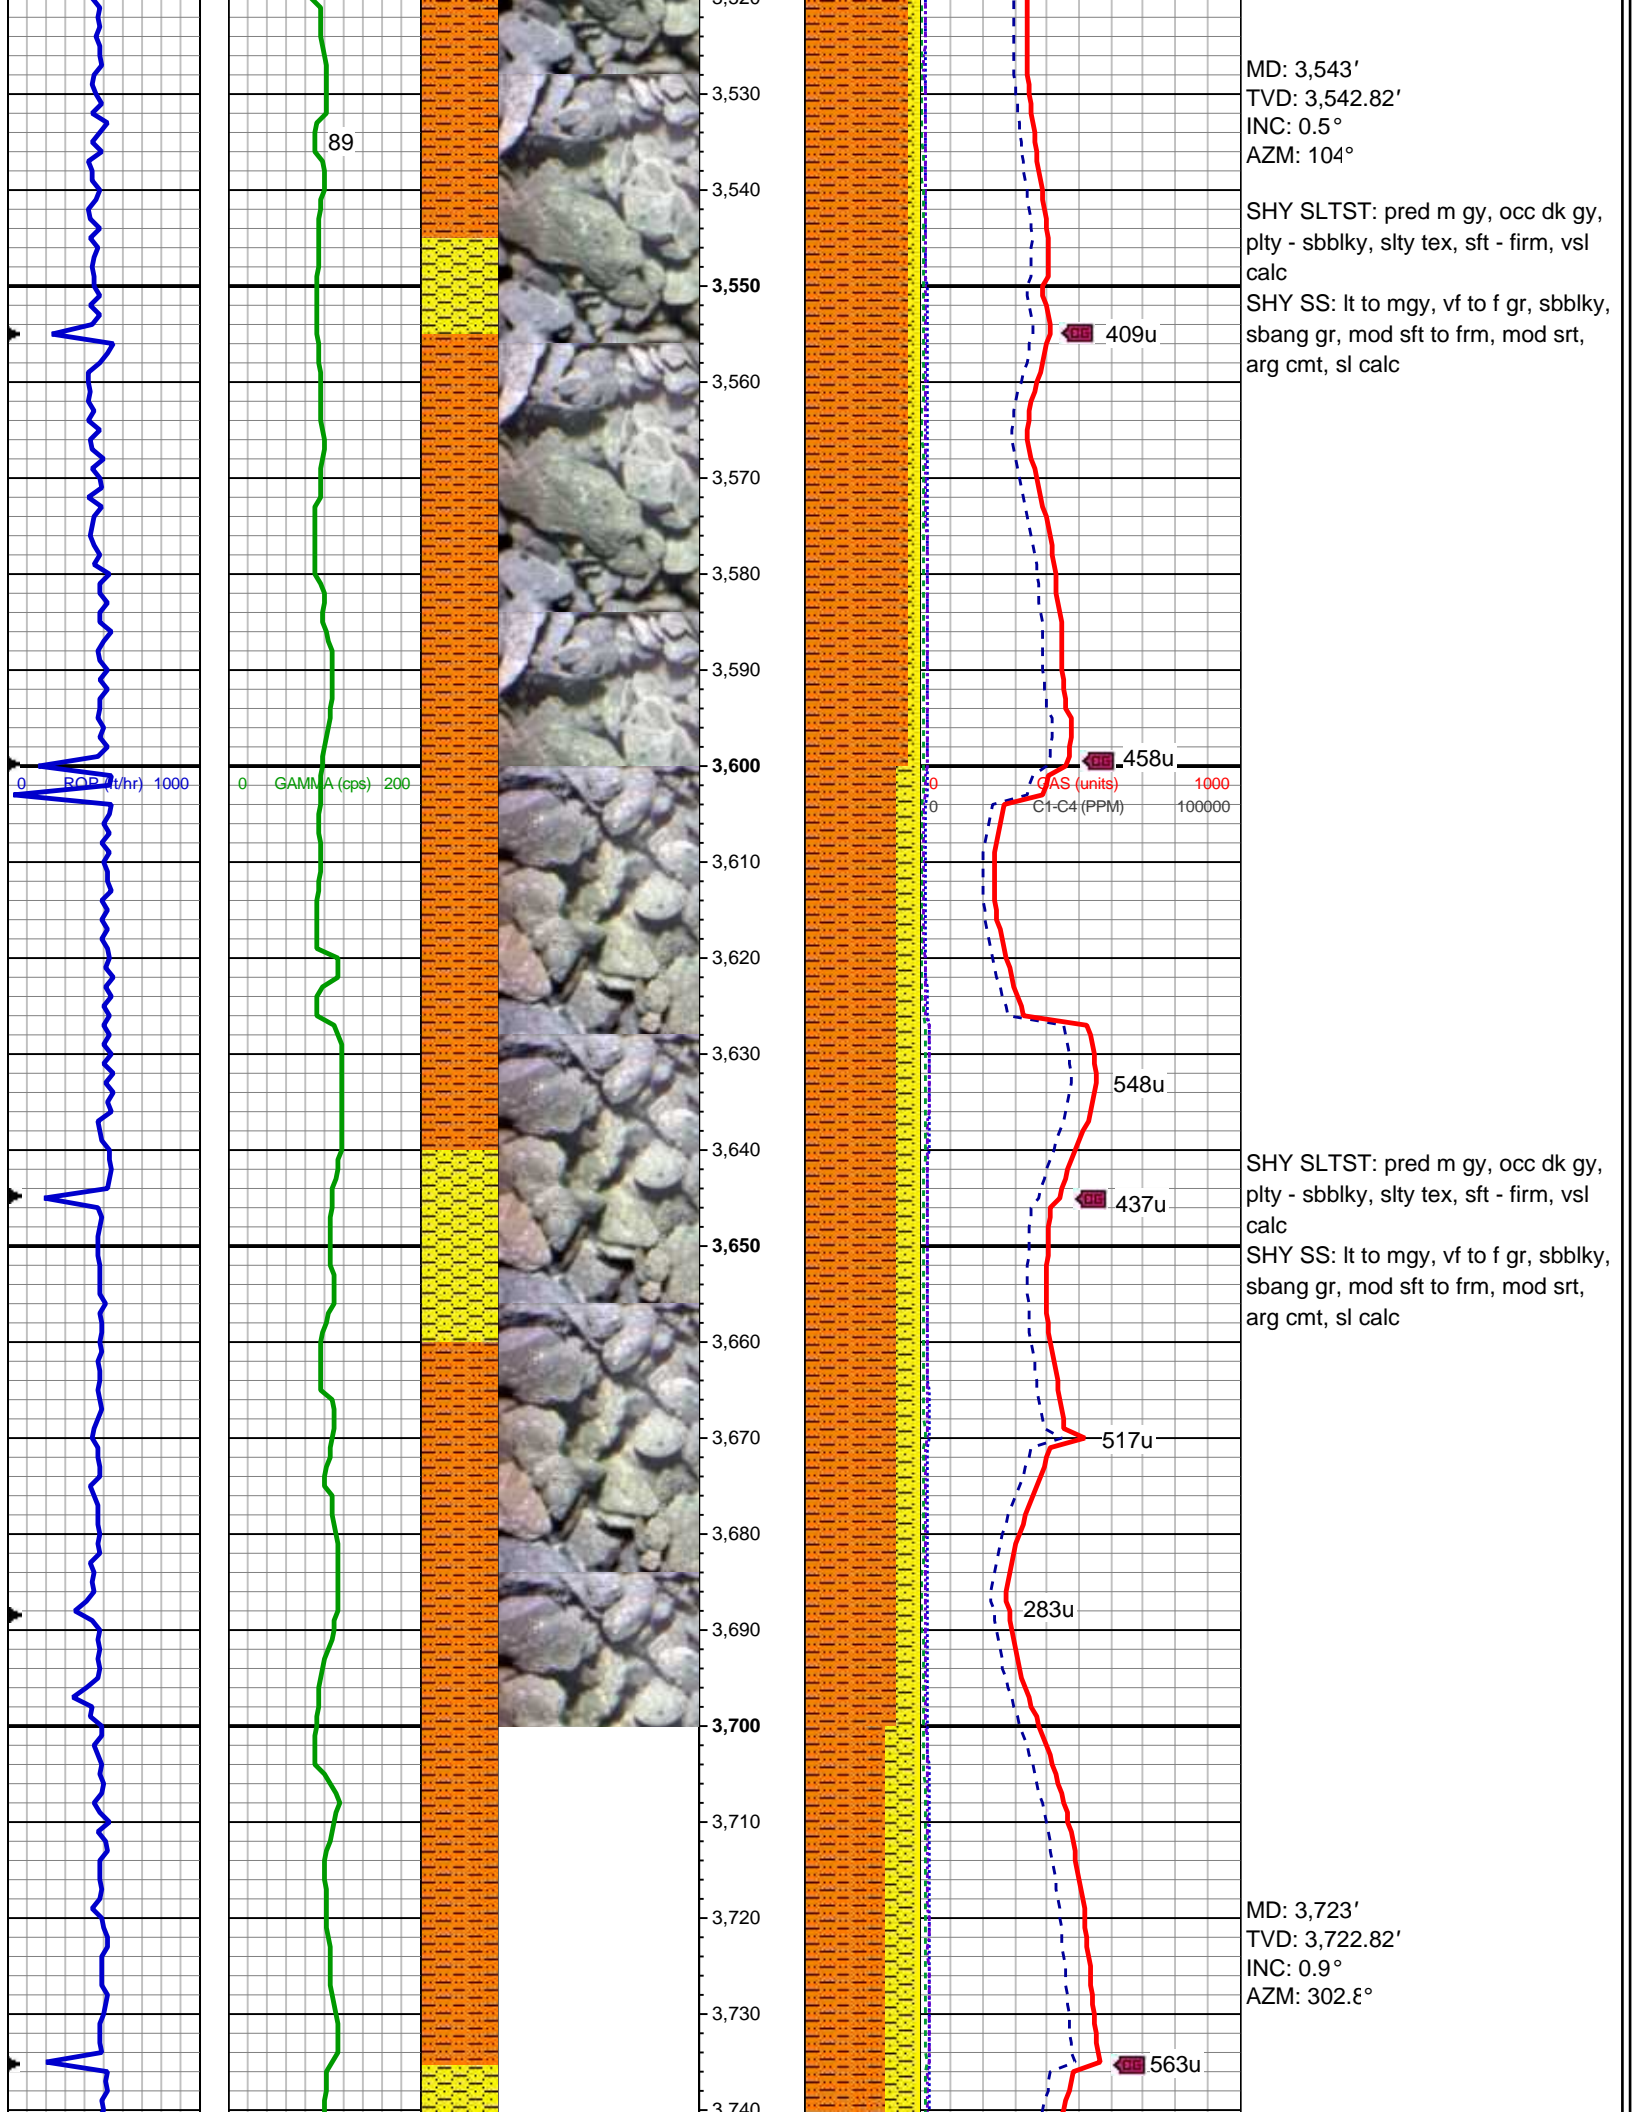 3,530
89
3,540
3,550
3,560
3,570
3,580
3,590
3,600
0 ROP (ft/hr) 1000
0 GAMMA (cps) 200
0 GAS (units) 1000
0 C1-C4 (PPM) 100000
3,610
3,620
3,630
3,640
3,650
3,660
3,670
3,680
3,690
3,700
3,710
3,720
3,730
3,740
CG 409u
CG 458u
548u
CG 437u
517u
283u
CG 563u
MD: 3,543'
TVD: 3,542.82'
INC: 0.5°
AZM: 104°
SHY SLTST: pred m gy, occ dk gy,
plty - sbblky, slty tex, sft - firm, vsl
calc
SHY SS: lt to mgy, vf to f gr, sbblky,
sbang gr, mod sft to frm, mod srt,
arg cmt, sl calc
SHY SLTST: pred m gy, occ dk gy,
plty - sbblky, slty tex, sft - firm, vsl
calc
SHY SS: lt to mgy, vf to f gr, sbblky,
sbang gr, mod sft to frm, mod srt,
arg cmt, sl calc
MD: 3,723'
TVD: 3,722.82'
INC: 0.9°
AZM: 302.8°